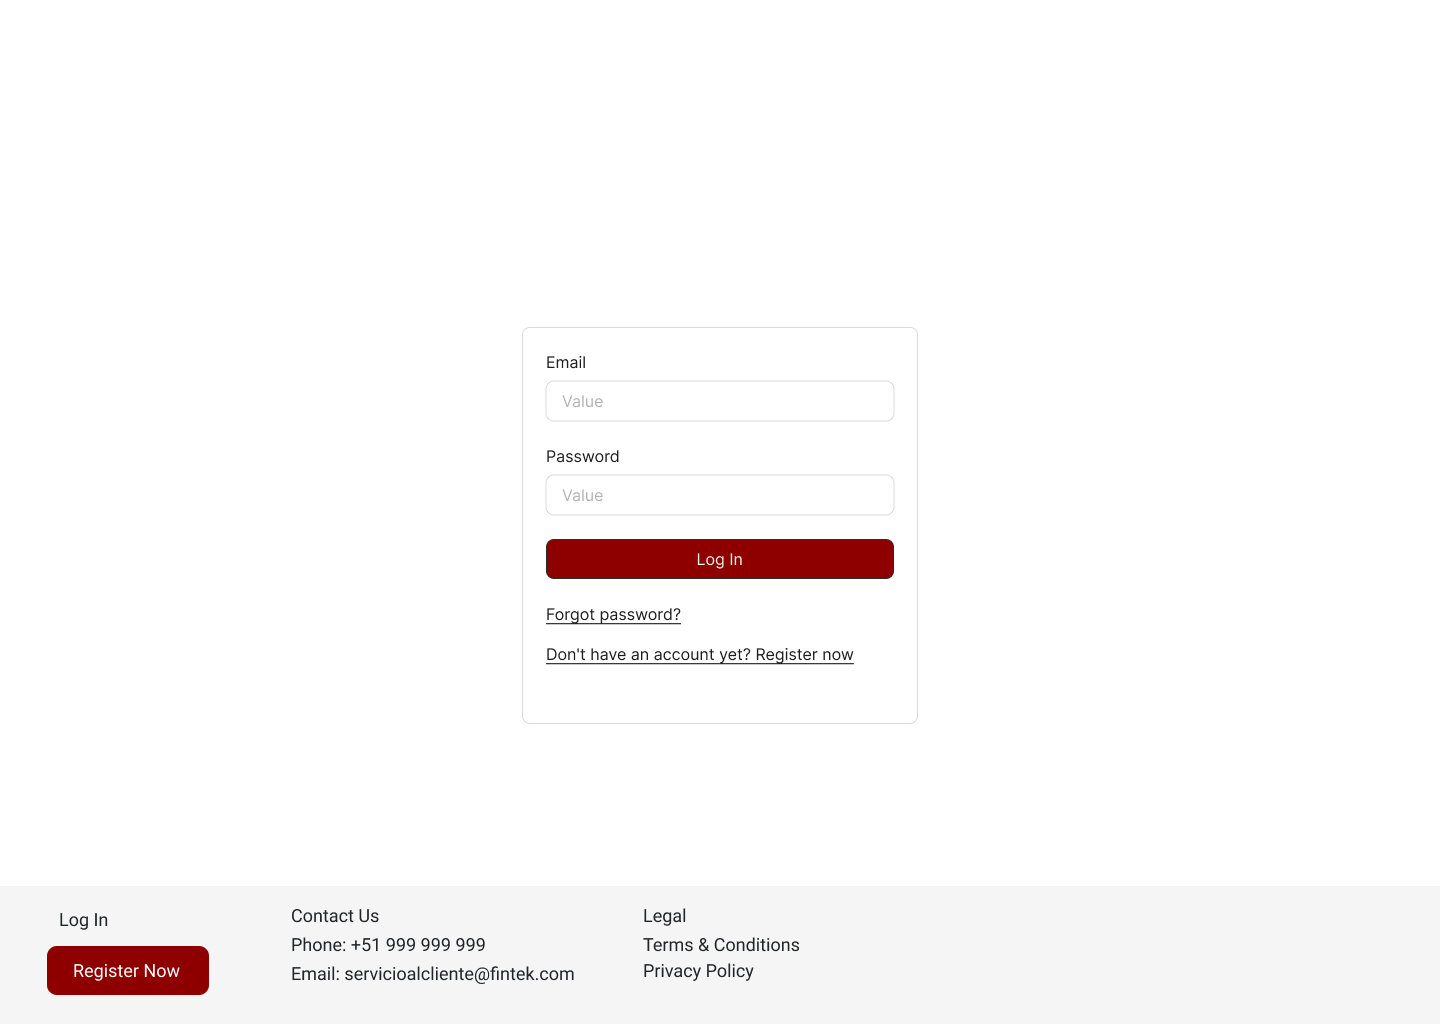 Email
Value
Password
Value
Log In
Forgot password?
Don't have an account yet? Register now
Log In
Register Now
Contact Us
Phone: +51 999 999 999
Email: servicioalcliente@fintek.com
Legal
Terms & Conditions
Privacy Policy